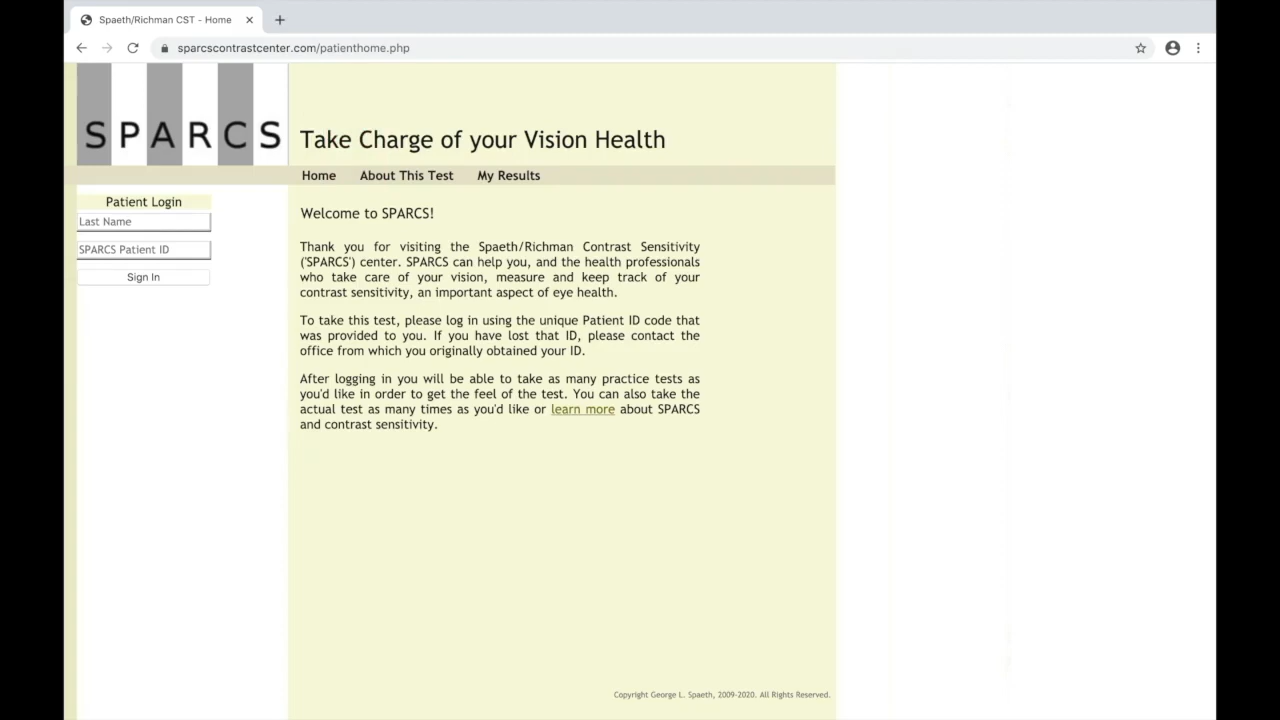 Spaeth/Richman CST - Home
sparcscontrastcenter.com/patienthome.php
SPARCS
Take Charge of your Vision Health
Home About This Test My Results
Patient Login
Last Name
SPARCS Patient ID
Sign In
Welcome to SPARCS!
Thank you for visiting the Spaeth/Richman Contrast Sensitivity
('SPARCS') center. SPARCS can help you, and the health professionals
who take care of your vision, measure and keep track of your
contrast sensitivity, an important aspect of eye health.
To take this test, please log in using the unique Patient ID code that
was provided to you. If you have lost that ID, please contact the
office from which you originally obtained your ID.
After logging in you will be able to take as many practice tests as
you'd like in order to get the feel of the test. You can also take the
actual test as many times as you'd like or learn more about SPARCS
and contrast sensitivity.
Copyright George L. Spaeth, 2009-2020. All Rights Reserved.